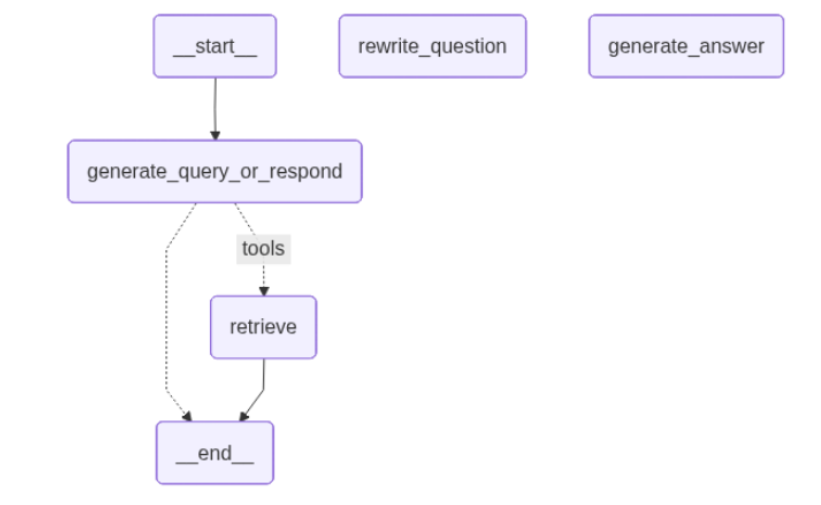 __start__
rewrite_question
generate_answer
generate_query_or_respond
tools
retrieve
__end__